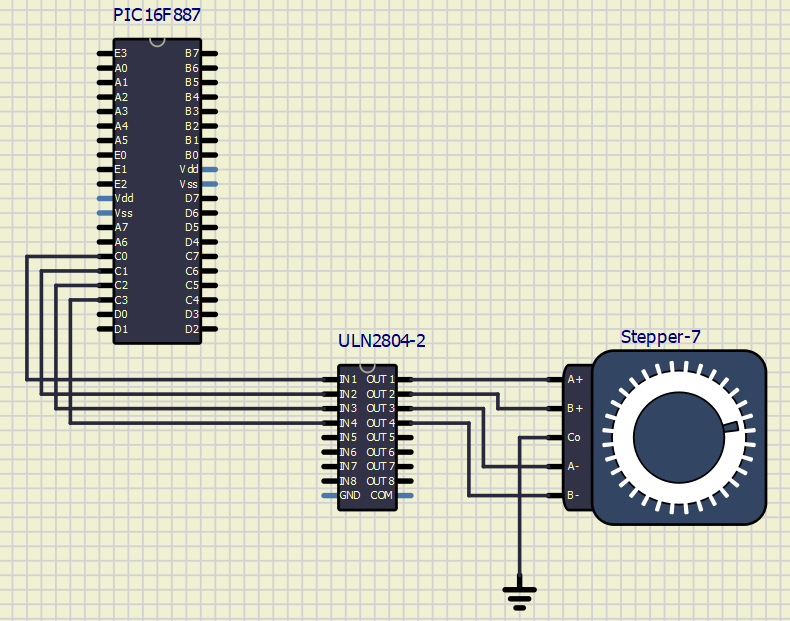 PIC16F887
E3 B7
A0 B6
A1 B5
A2 B4
A3 B3
A4 B2
A5 B1
E0 B0
E1 Vdd
E2 Vss
Vdd D7
Vss D6
A7 D5
A6 D4
C0 C7
C1 C6
C2 C5
C3 C4
D0 D3
D1 D2
ULN2804-2
IN1 OUT1
IN2 OUT2
IN3 OUT3
IN4 OUT4
IN5 OUT5
IN6 OUT6
IN7 OUT7
IN8 OUT8
GND COM
Stepper-7
A+
B+
Co
A-
B-